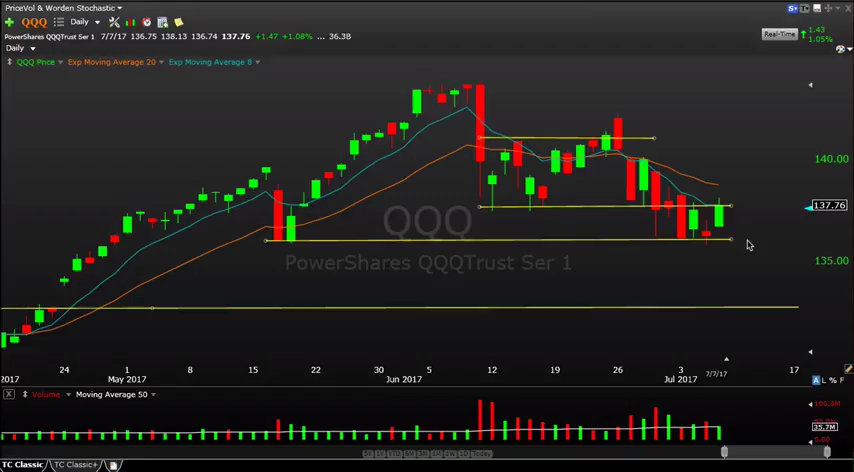 PriceVol & Worden Stochastic
QQQ Daily
PowerShares QQQTrust Ser 1 7/7/17 136.75 138.13 136.74 137.76 +1.47 +1.08% ... 36.3B
Real-Time 1.43
1.05%
Daily
QQQ Price Exp Moving Average 20 Exp Moving Average 8
140.00
137.76
135.00
QQQ
PowerShares QQQTrust Ser 1
24 1 8 15 22 30 5 12 19 26 3 17
2017 May 2017 Jun 2017 Jul 2017 7/7/17
A L % F
X Volume Moving Average 50
100.0M
35.7M
Today
TC Classic TC Classic+